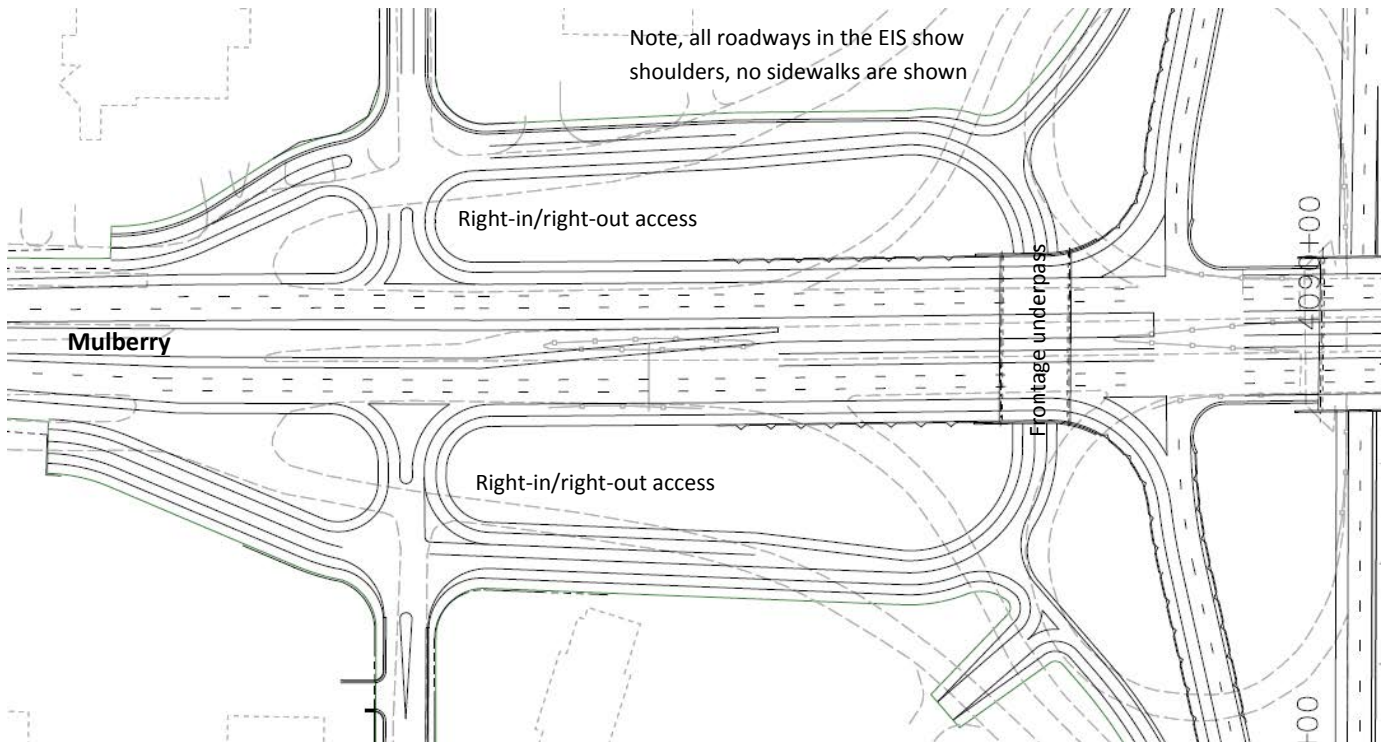 Note, all roadways in the EIS show
shoulders, no sidewalks are shown
Right-in/right-out access
Mulberry
Frontage underpass
Right-in/right-out access